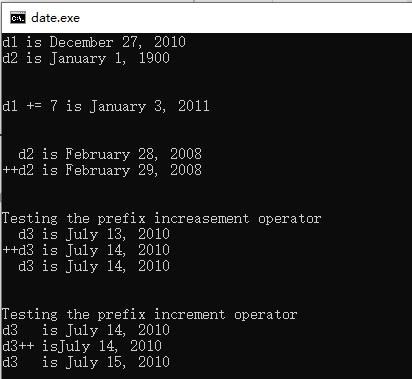 date.exe
d1 is December 27, 2010
d2 is January 1, 1900
d1 += 7 is January 3, 2011
d2 is February 28, 2008
++d2 is February 29, 2008
Testing the prefix increasement operator
d3 is July 13, 2010
++d3 is July 14, 2010
d3 is July 14, 2010
Testing the prefix increment operator
d3 is July 14, 2010
d3++ isJuly 14, 2010
d3 is July 15, 2010